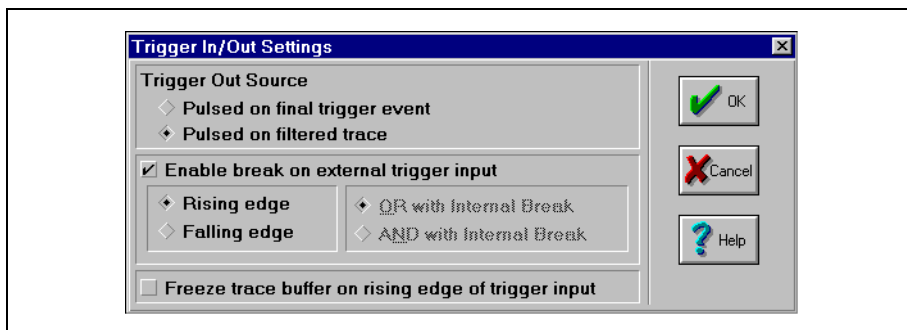 Trigger In/Out Settings
Trigger Out Source
Pulsed on final trigger event
Pulsed on filtered trace
Enable break on external trigger input
Rising edge
Falling edge
OR with Internal Break
AND with Internal Break
Freeze trace buffer on rising edge of trigger input
OK
Cancel
Help